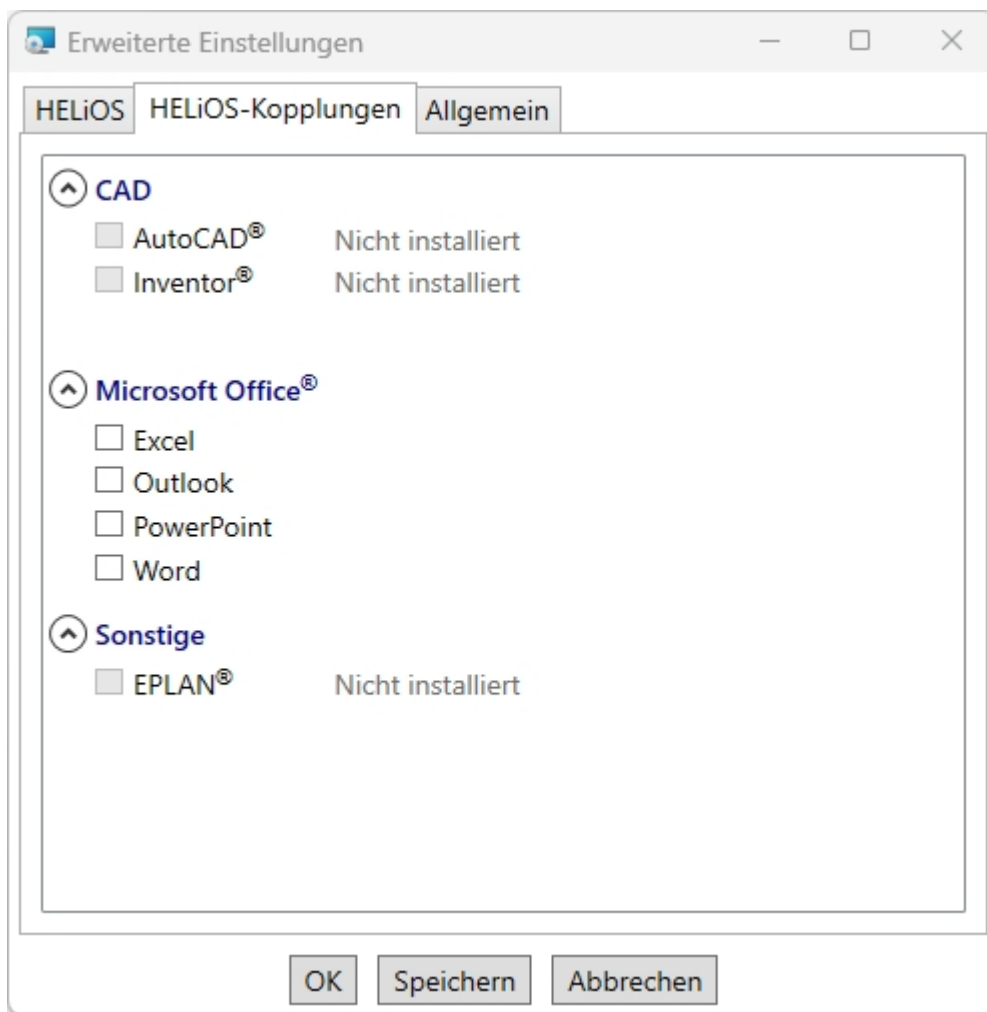 Erweiterte Einstellungen
HELiOS HELiOS-Kopplungen Allgemein
CAD
AutoCAD® Nicht installiert
Inventor® Nicht installiert
Microsoft Office®
Excel
Outlook
PowerPoint
Word
Sonstige
EPLAN® Nicht installiert
OK Speichern Abbrechen